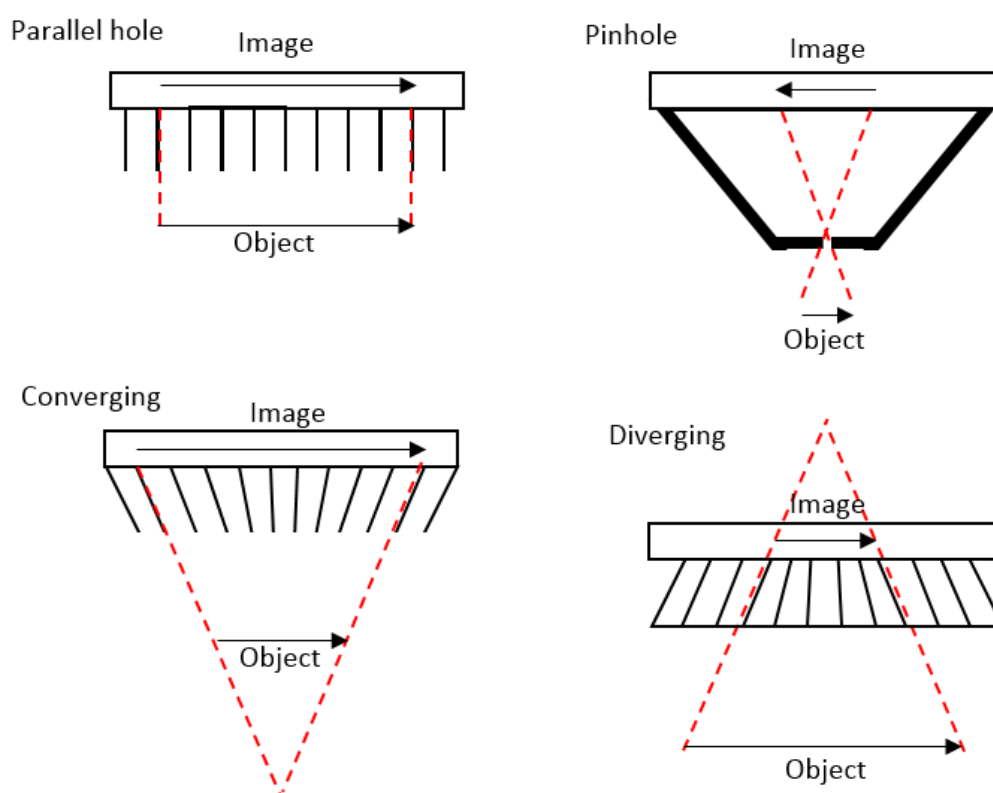 Parallel hole
Image
Object
Pinhole
Image
Object
Converging
Image
Object
Diverging
Image
Object